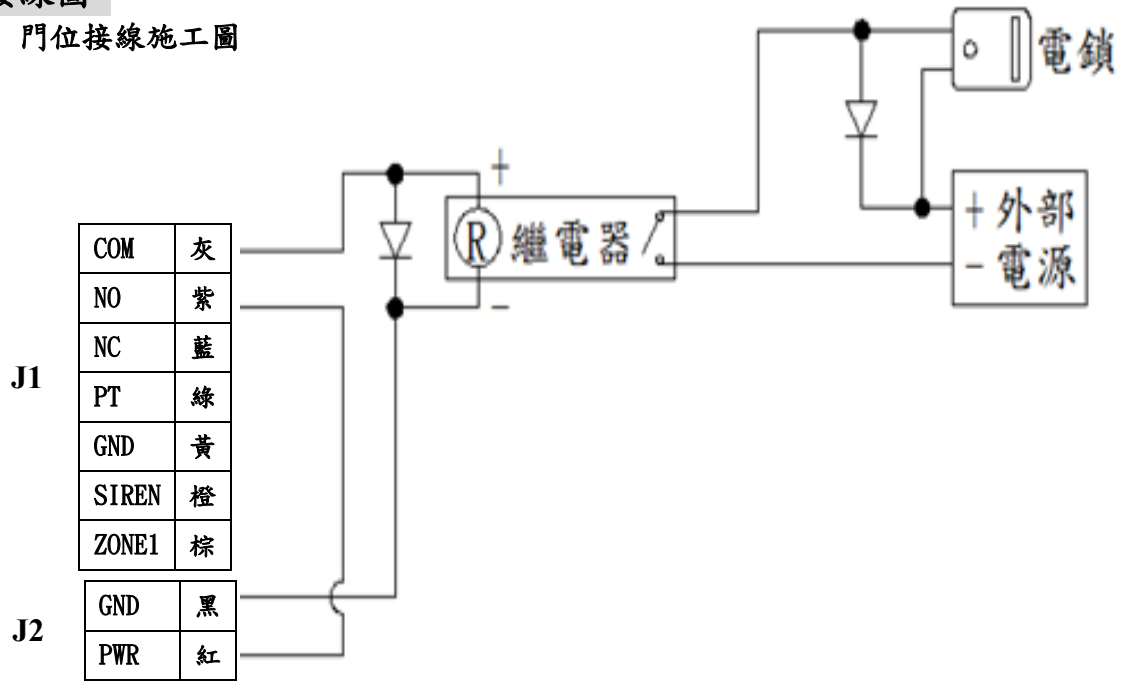 接線圖
門位接線施工圖
電鎖
+
R 繼電器
-
+ 外部
- 電源
J1
COM 灰
NO 紫
NC 藍
PT 綠
GND 黃
SIREN 橙
ZONE1 棕
J2
GND 黑
PWR 紅